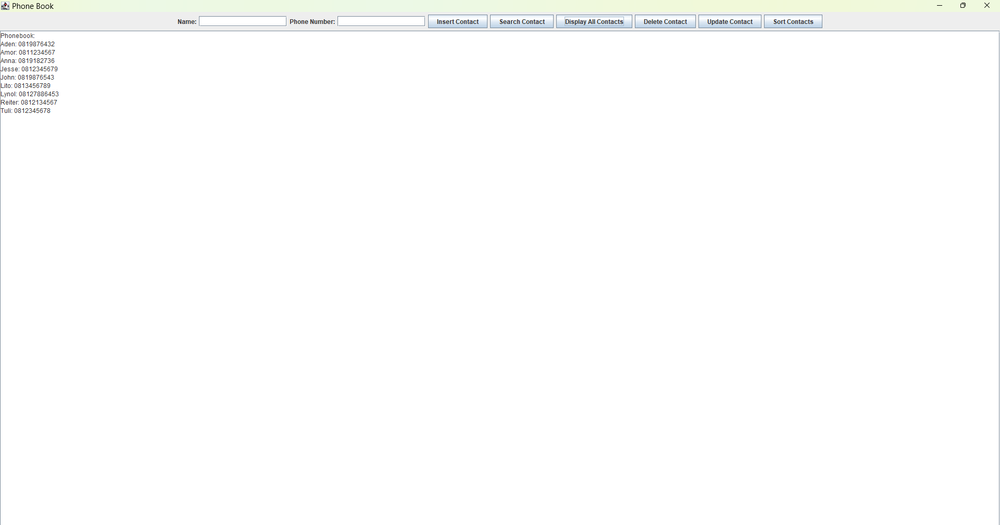 Phone Book
Name: Phone Number: Insert Contact Search Contact Display All Contacts Delete Contact Update Contact Sort Contacts
Phonebook:
Aden: 0819876432
Amor: 0811234567
Anna: 0819182736
Jesse: 0812345679
John: 0819876543
Lito: 0813456789
Lynol: 08127886453
Reiter: 0812134567
Tuli: 0812345678